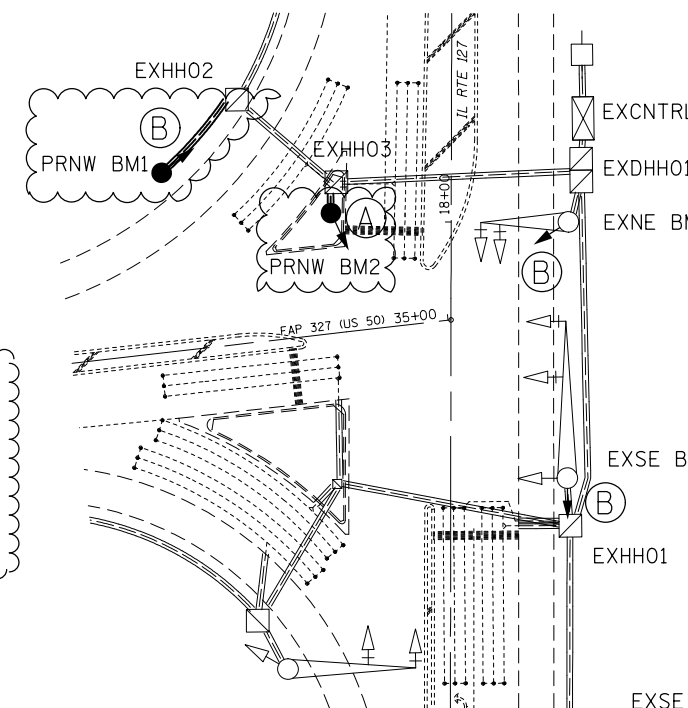 EXHH02
IL RTE 127
EXCNTRL
B
EXHH03
PRNW BM1
EXDHH01
18+00
A
EXNE BM
PRNW BM2
B
FAP 327 (US 50) 35+00
EXSE B
B
EXHH01
EXSE